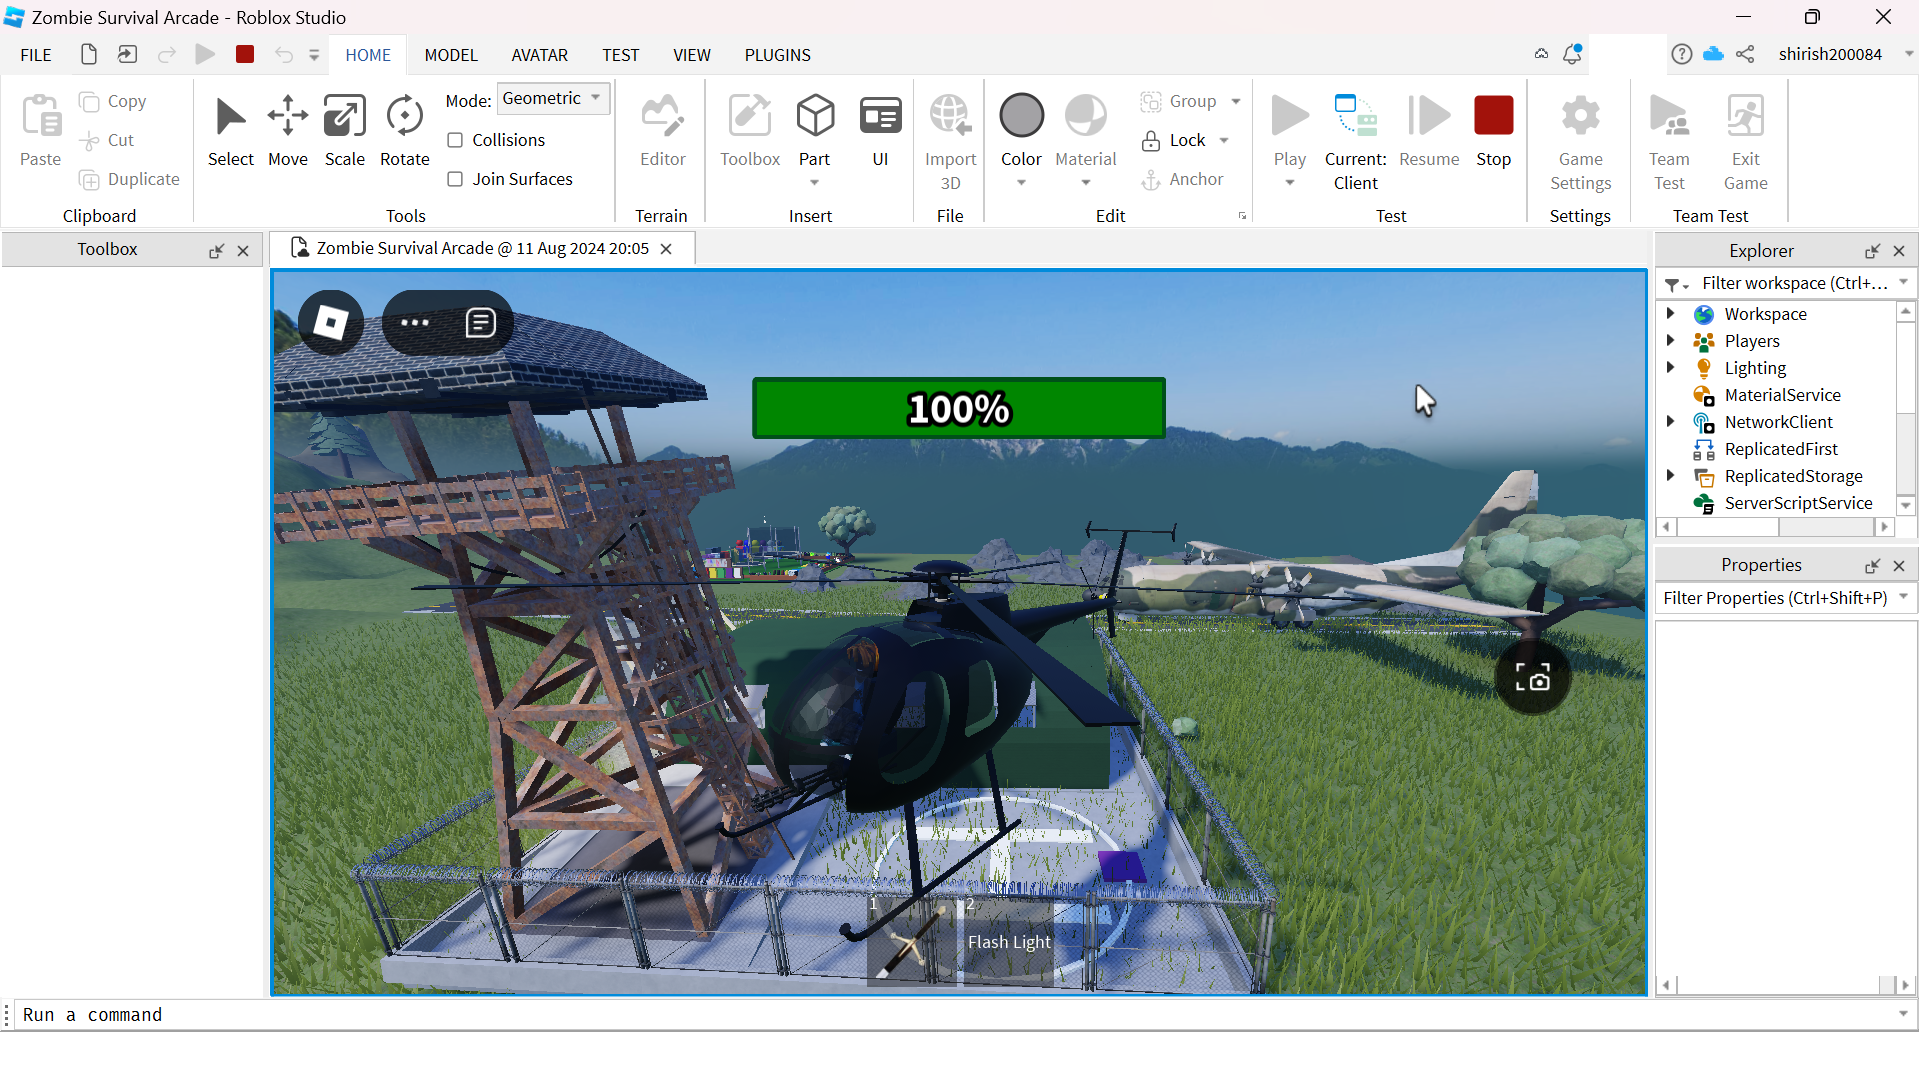 Zombie Survival Arcade - Roblox Studio
FILE HOME MODEL AVATAR TEST VIEW PLUGINS shirish200084
Paste Copy Cut Duplicate
Clipboard
Select Move Scale Rotate
Mode: Geometric
Collisions
Join Surfaces
Tools
Editor
Terrain
Toolbox Part UI
Insert
Import 3D
File
Color Material
Group
Lock
Anchor
Edit
Play Current: Client Resume Stop
Test
Game Settings
Settings
Team Test Exit Game
Team Test
Toolbox
Zombie Survival Arcade @ 11 Aug 2024 20:05
Explorer
Filter workspace (Ctrl+...
Workspace
Players
Lighting
MaterialService
NetworkClient
ReplicatedFirst
ReplicatedStorage
ServerScriptService
Properties
Filter Properties (Ctrl+Shift+P)
100%
1 2
Flash Light
Run a command